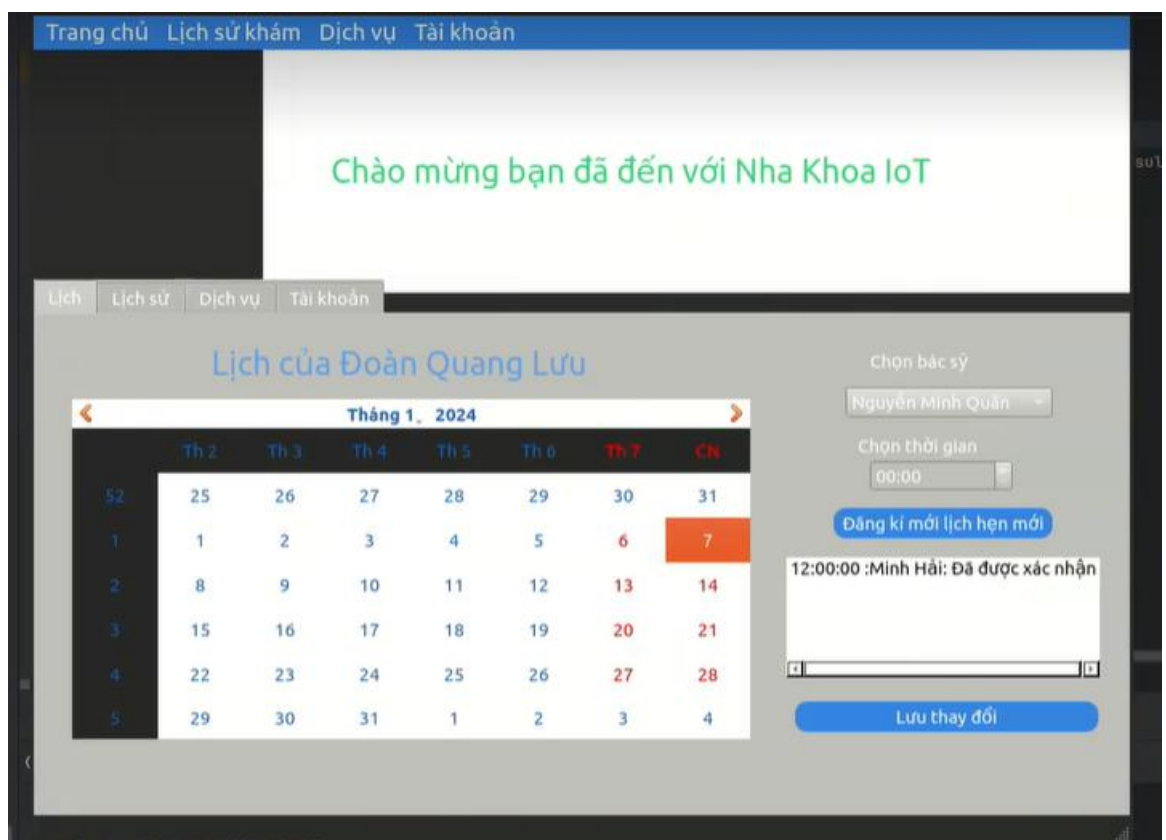 Trang chủ Lịch sử khám Dịch vụ Tài khoản
sul
Chào mừng bạn đã đến với Nha Khoa IoT
Lịch Lịch sử Dịch vụ Tài khoản
Lịch của Đoàn Quang Lưu
Tháng 1, 2024
Th 2 Th 3 Th 4 Th 5 Th 6 Th 7 CN
52 25 26 27 28 29 30 31
1 1 2 3 4 5 6 7
2 8 9 10 11 12 13 14
3 15 16 17 18 19 20 21
4 22 23 24 25 26 27 28
5 29 30 31 1 2 3 4
Chọn bác sỹ
Nguyễn Minh Quân
Chọn thời gian
00:00
Đăng kí mới lịch hẹn mới
12:00:00 :Minh Hải: Đã được xác nhận
Lưu thay đổi